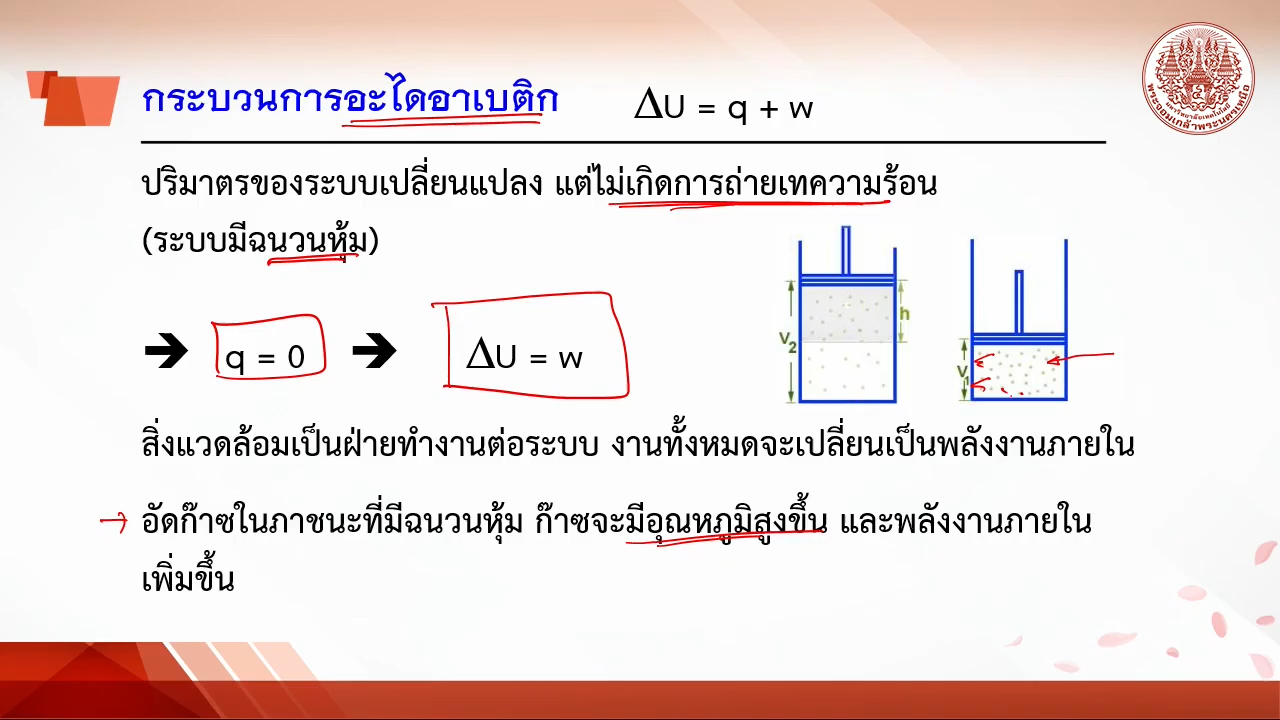 กระบวนการอะไดอาเบติก
ΔU = q + w
ปริมาตรของระบบเปลี่ยนแปลง แต่ไม่เกิดการถ่ายเทความร้อน
(ระบบมีฉนวนหุ้ม)
➔ q = 0 ➔ ΔU = w
V2
h
V1
สิ่งแวดล้อมเป็นฝ่ายทำงานต่อระบบ งานทั้งหมดจะเปลี่ยนเป็นพลังงานภายใน
อัดก๊าซในภาชนะที่มีฉนวนหุ้ม ก๊าซจะมีอุณหภูมิสูงขึ้น และพลังงานภายใน
เพิ่มขึ้น